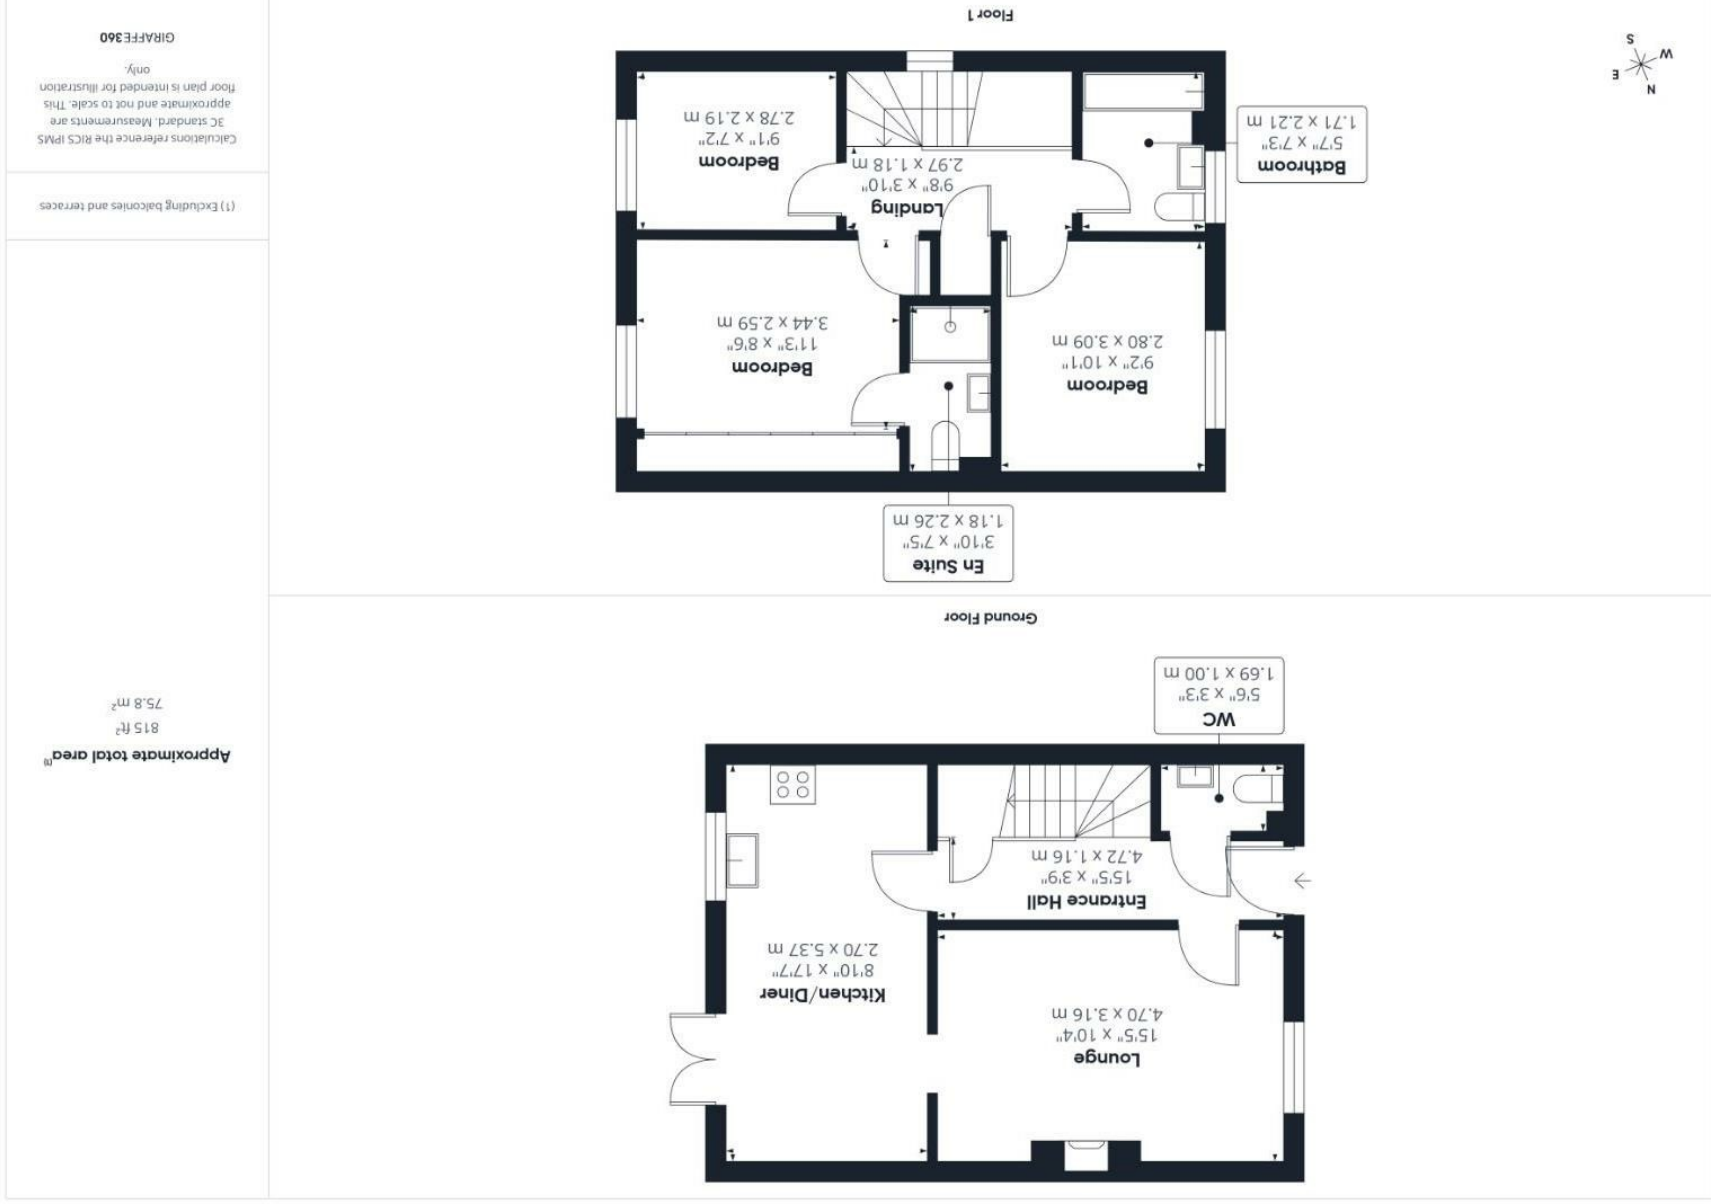 Lounge
15'5" x 10'4"
4.70 x 3.16 m
Kitchen/Diner
8'10" x 17'7"
2.70 x 5.37 m
Entrance Hall
15'5" x 3'9"
4.72 x 1.16 m
WC
5'6" x 3'3"
1.69 x 1.00 m
Ground Floor
En Suite
3'10" x 7'5"
1.18 x 2.26 m
Bedroom
9'2" x 10'1"
2.80 x 3.09 m
Bedroom
11'3" x 8'6"
3.44 x 2.59 m
Landing
9'8" x 3'10"
2.97 x 1.18 m
Bathroom
5'7" x 7'3"
1.71 x 2.21 m
Bedroom
9'1" x 7'2"
2.78 x 2.19 m
Floor 1
N
E
W
S
Approximate total area(1)
815 ft²
75.8 m²
(1) Excluding balconies and terraces
Calculations reference the RICS IPMS
3C standard. Measurements are
approximate and not to scale. This
floor plan is intended for illustration
only.
GIRAFFE360